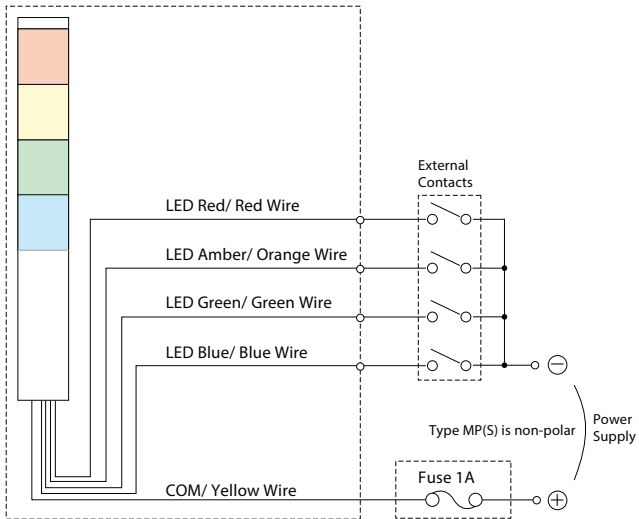 External
Contacts
LED Red/ Red Wire
LED Amber/ Orange Wire
LED Green/ Green Wire
LED Blue/ Blue Wire
−
Type MP(S) is non-polar
Power
Supply
Fuse 1A
COM/ Yellow Wire
+